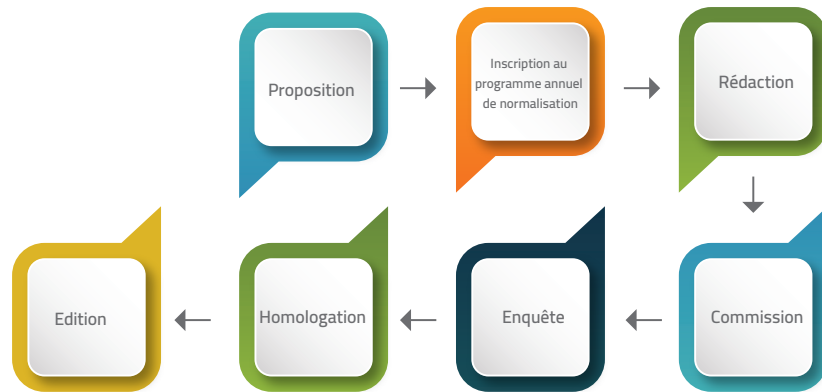 Proposition
Inscription au
programme annuel
de normalisation
Rédaction
Commission
Enquête
Homologation
Edition